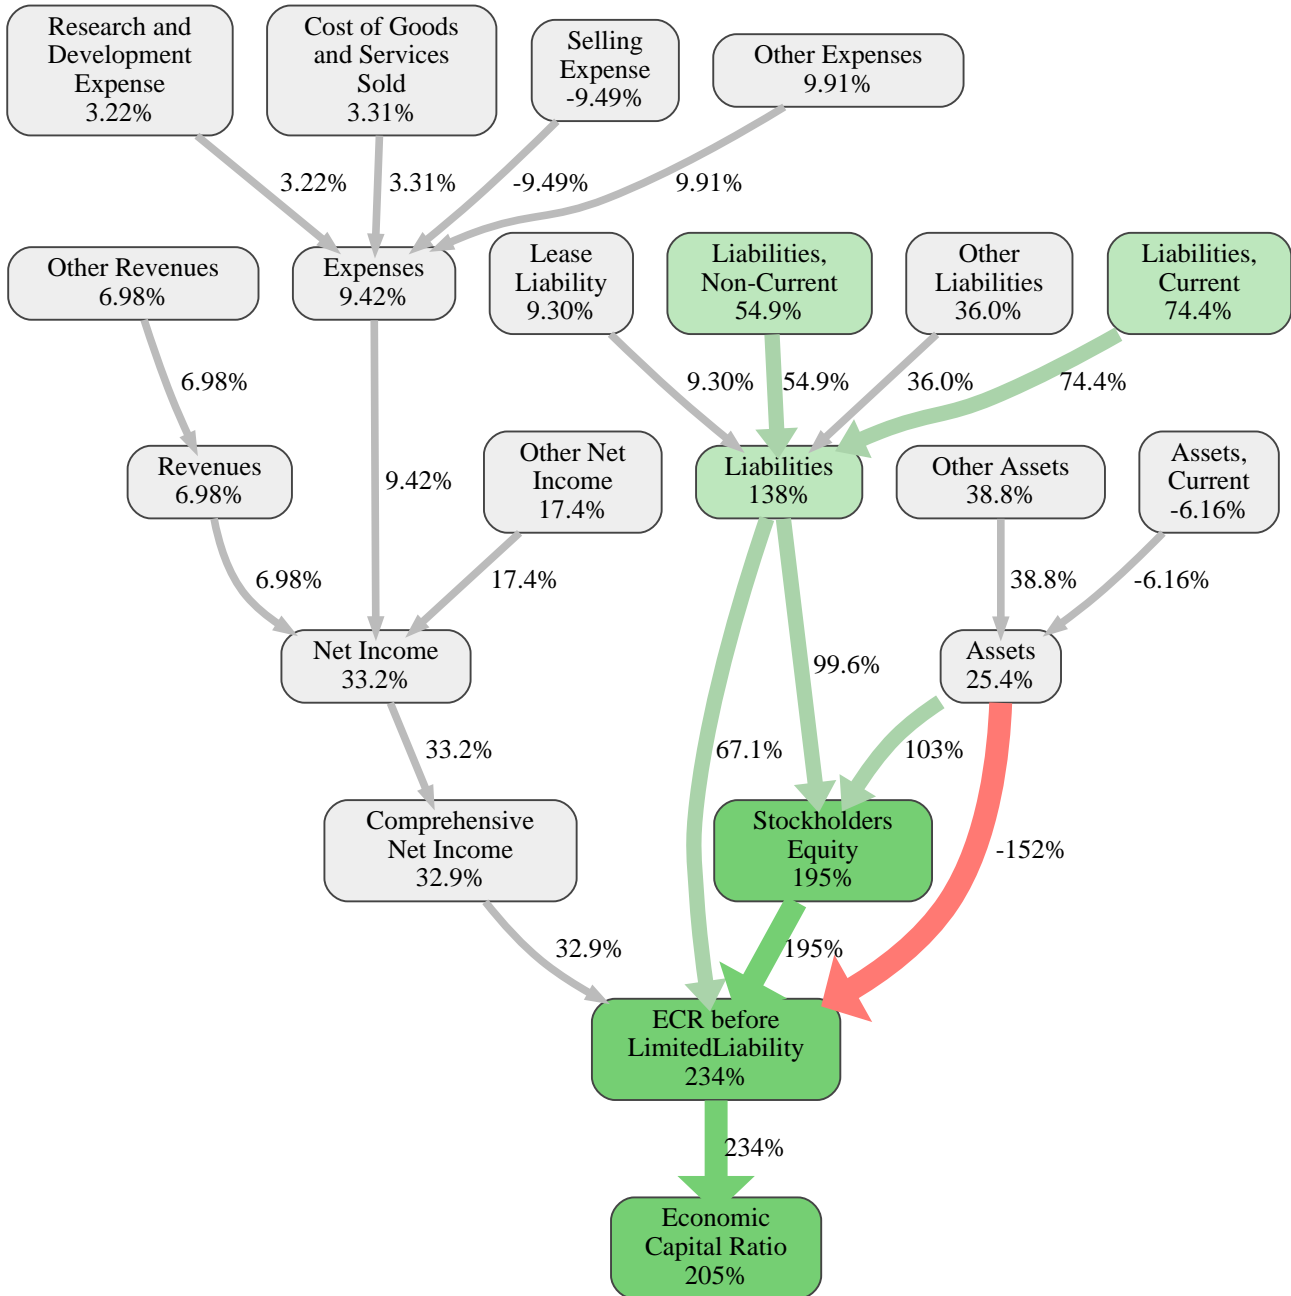 Research and
Development
Expense
3.22%
Cost of Goods
and Services
Sold
3.31%
Selling
Expense
-9.49%
Other Expenses
9.91%
3.22%
3.31%
-9.49%
9.91%
Other Revenues
6.98%
Expenses
9.42%
Lease
Liability
9.30%
Liabilities,
Non-Current
54.9%
Other
Liabilities
36.0%
Liabilities,
Current
74.4%
6.98%
9.30%
54.9%
36.0%
74.4%
Revenues
6.98%
9.42%
Other Net
Income
17.4%
Liabilities
138%
Other Assets
38.8%
Assets,
Current
-6.16%
6.98%
17.4%
38.8%
-6.16%
Net Income
33.2%
99.6%
Assets
25.4%
33.2%
67.1%
103%
Comprehensive
Net Income
32.9%
Stockholders
Equity
195%
-152%
32.9%
195%
ECR before
LimitedLiability
234%
234%
Economic
Capital Ratio
205%